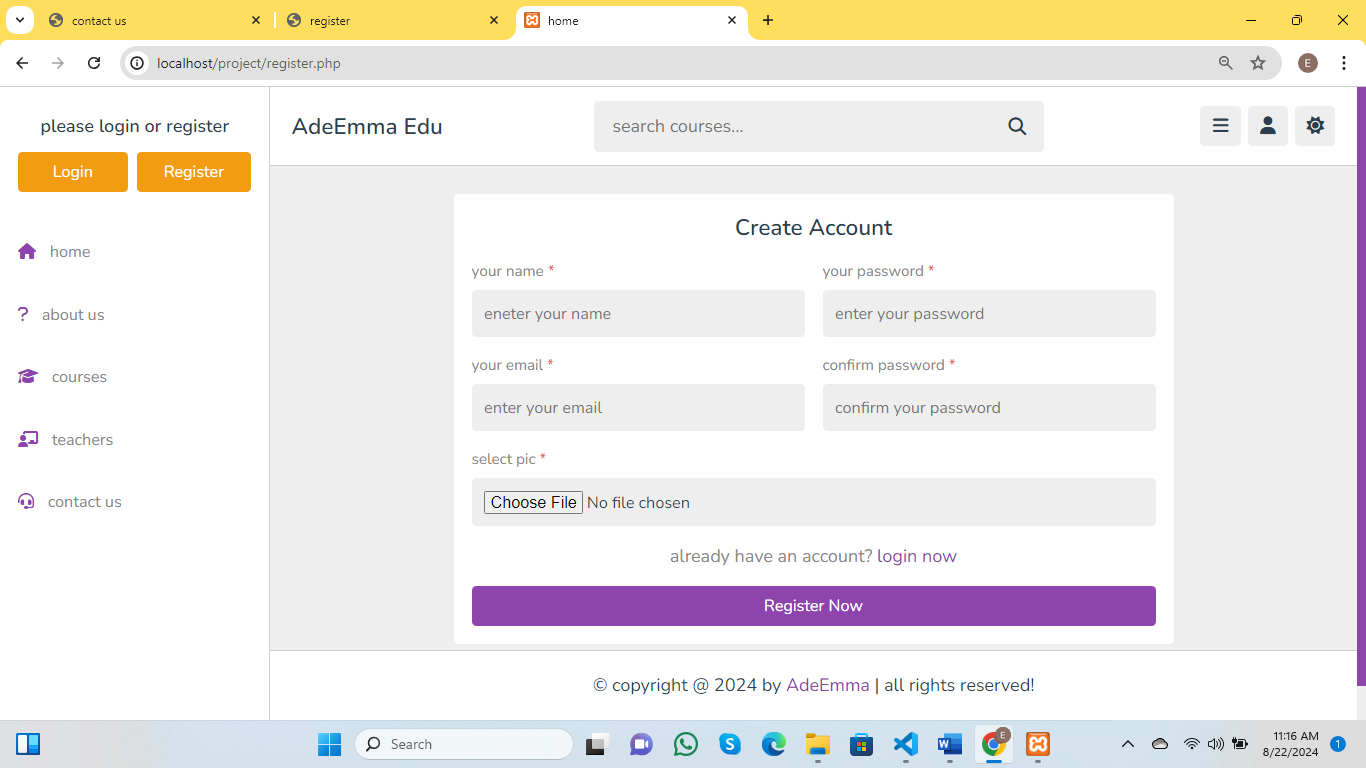 contact us
register
home
localhost/project/register.php
E
please login or register
Login
Register
home
? about us
courses
teachers
contact us
AdeEmma Edu
search courses...
Create Account
your name *
eneter your name
your password *
enter your password
your email *
enter your email
confirm password *
confirm your password
select pic *
Choose File No file chosen
already have an account? login now
Register Now
© copyright @ 2024 by AdeEmma | all rights reserved!
Search
E
11:16 AM
8/22/2024
1